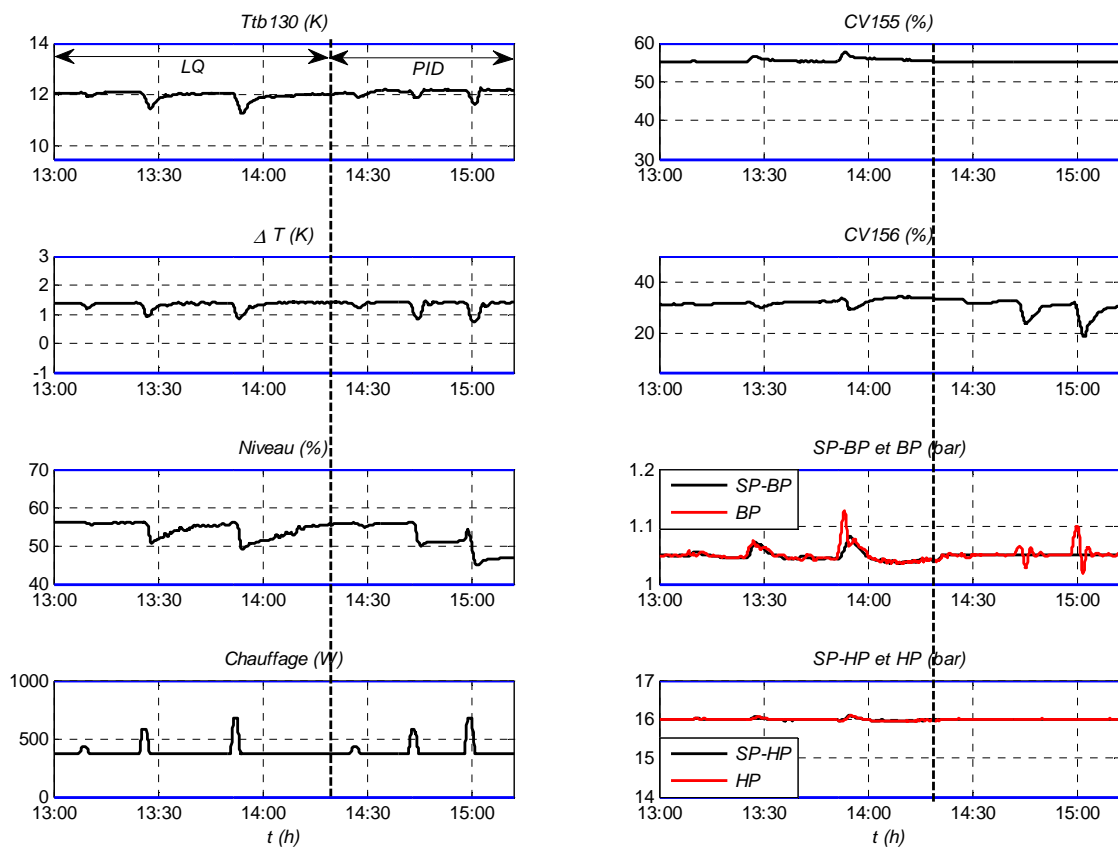 Ttb130 (K)
14
12
10
LQ
PID
13:00 13:30 14:00 14:30 15:00
CV155 (%)
60
50
40
30
13:00 13:30 14:00 14:30 15:00
Δ T (K)
3
2
1
0
-1
13:00 13:30 14:00 14:30 15:00
CV156 (%)
40
20
13:00 13:30 14:00 14:30 15:00
Niveau (%)
70
60
50
40
13:00 13:30 14:00 14:30 15:00
SP-BP et BP (bar)
1.2
1.1
1
SP-BP
BP
13:00 13:30 14:00 14:30 15:00
Chauffage (W)
1000
500
0
13:00 13:30 14:00 14:30 15:00
t (h)
SP-HP et HP (bar)
17
16
15
14
SP-HP
HP
13:00 13:30 14:00 14:30 15:00
t (h)